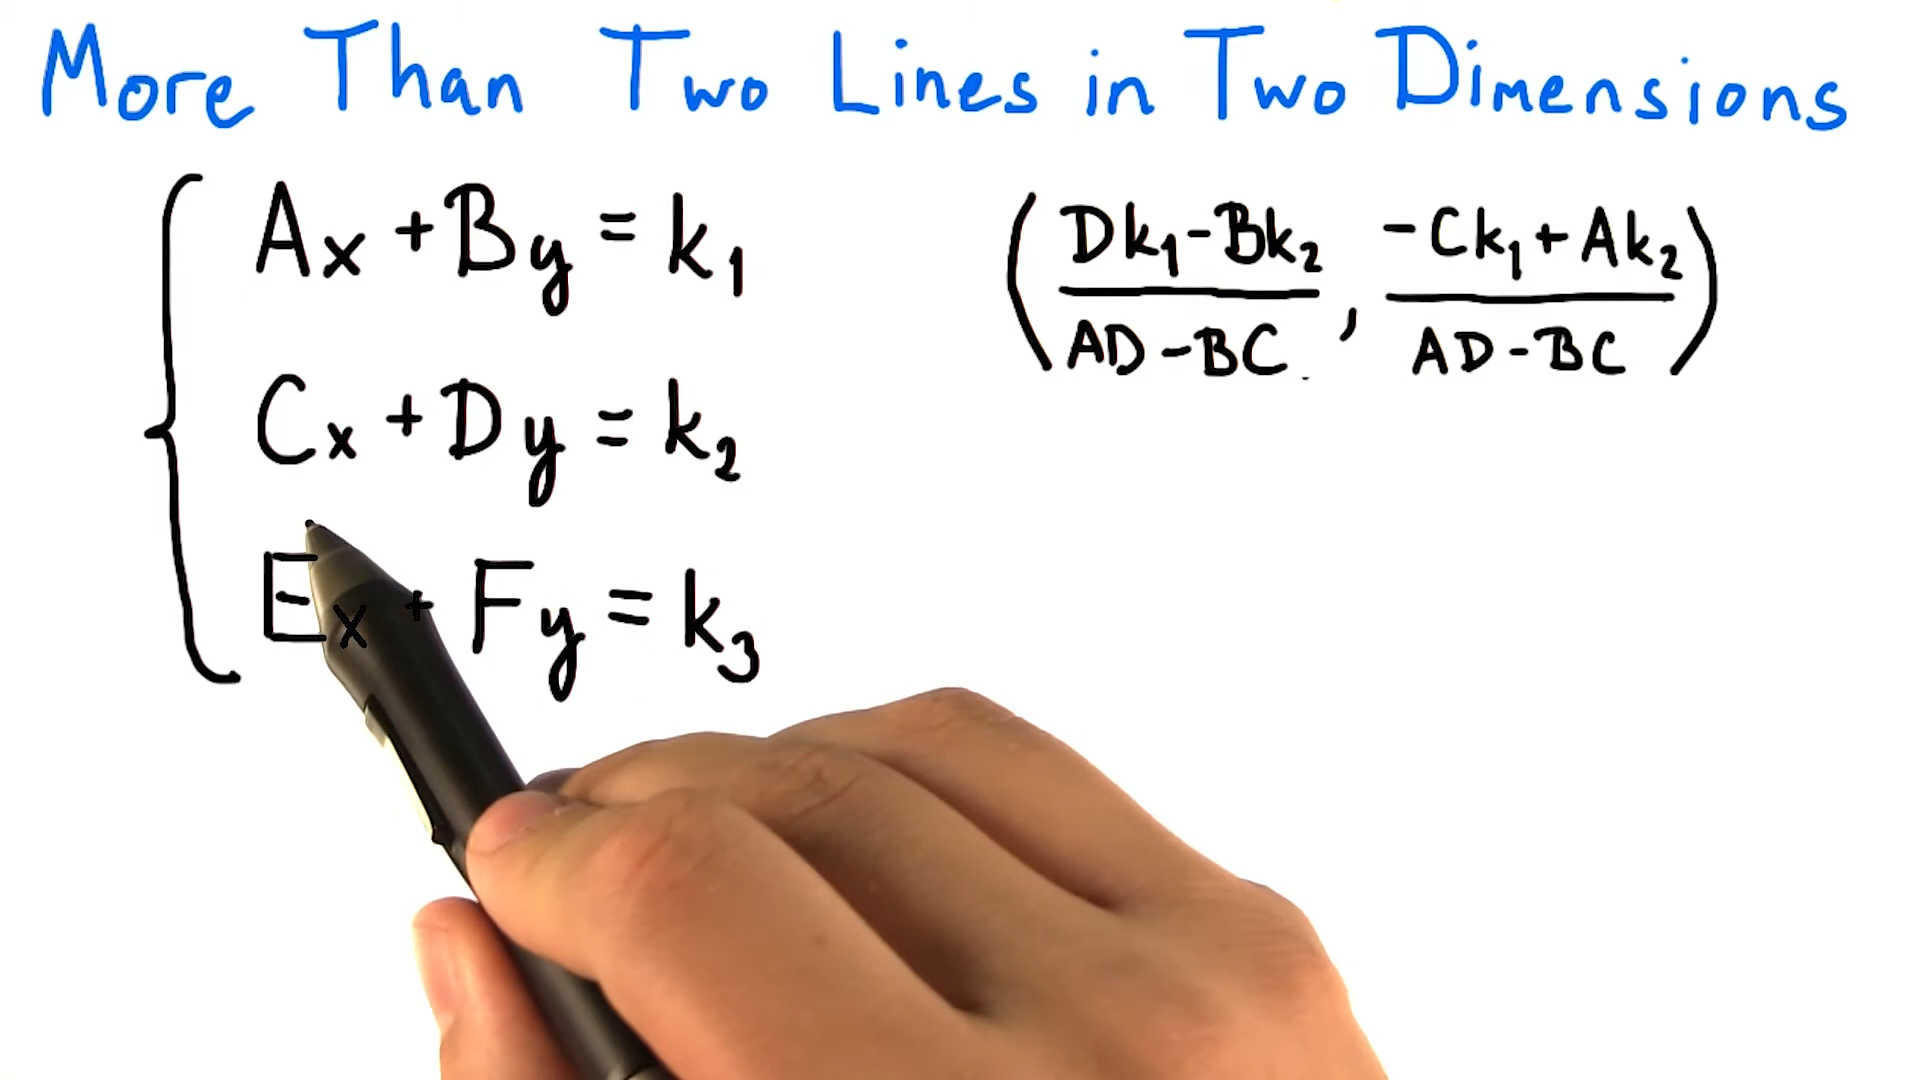 More Than Two Lines in Two Dimensions
Ax + By = k₁
Cx + Dy = k₂
Ex + Fy = k₃
(Dk₁-Bk₂/AD-BC, -Ck₁+Ak₂/AD-BC)